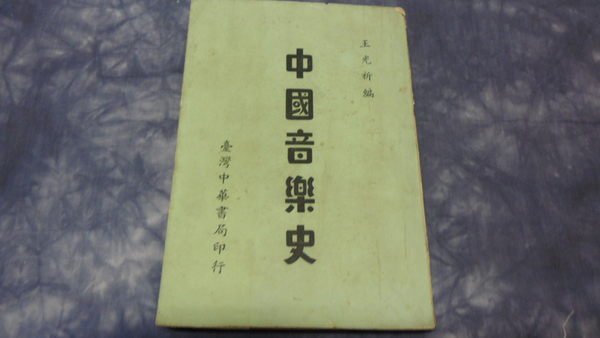 王光祈編
中國音樂史
臺灣中華書局印行